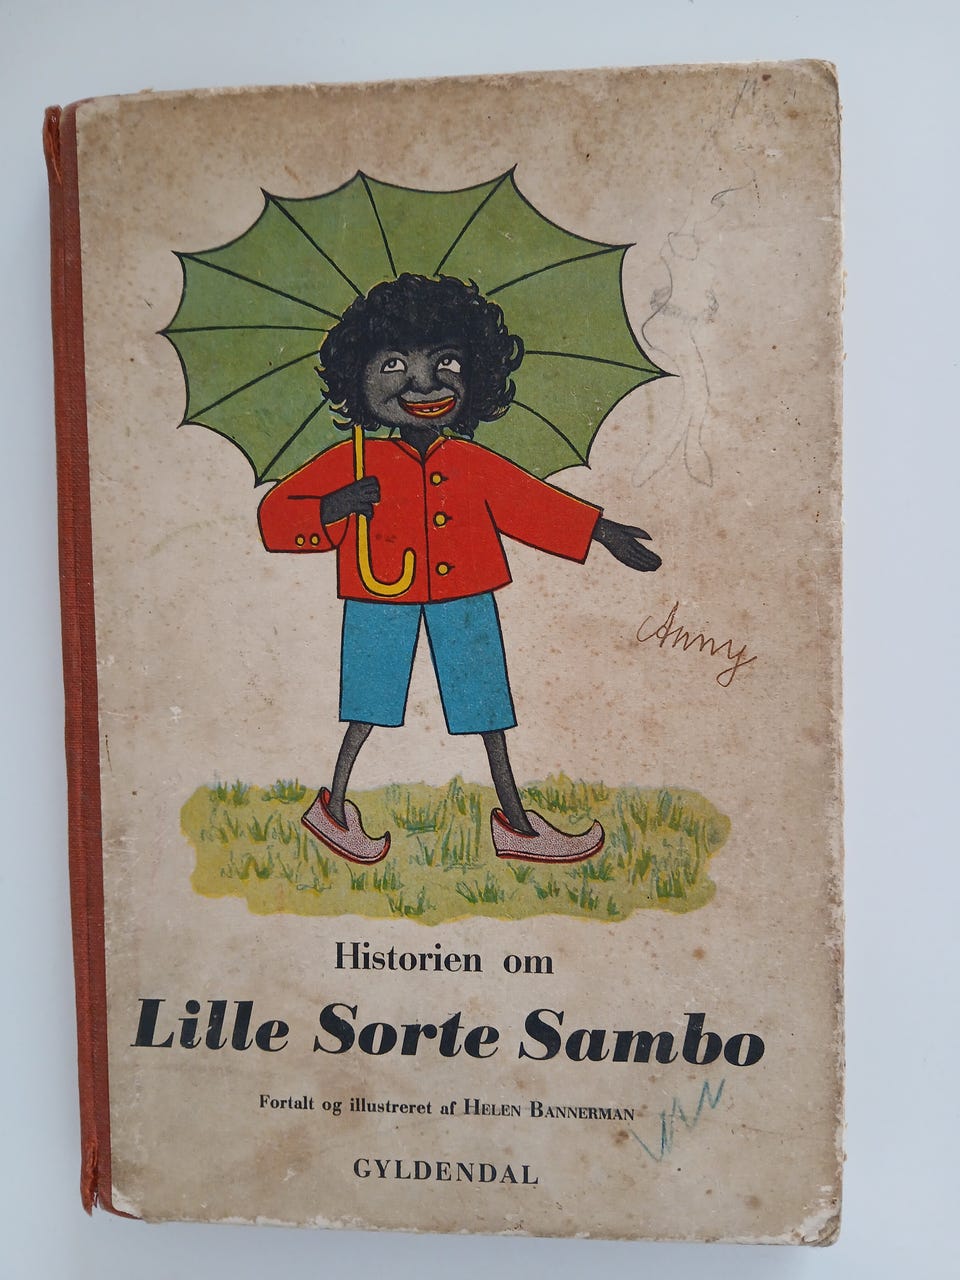 Anny
Historien om
Lille Sorte Sambo
Fortalt og illustreret af HELEN BANNERMAN
GYLDENDAL